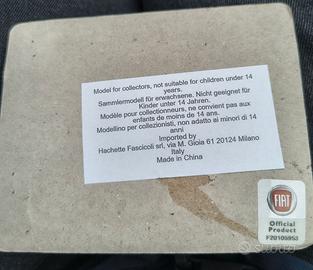 Model for collectors, not suitable for children under 14
years.
Sammlermodell für erwachsene. Nicht geeignet für
Kinder unter 14 Jahren.
Modèle pour collectionneurs, ne convient pas aux
enfants de moins de 14 ans.
Modellino per collezionisti, non adatto ai minori di 14
anni
Imported by
Hachette Fascicoli srl, via M. Gioia 61 20124 Milano
Italy
Made in China
FIAT
Official
Product
F20105953
subito